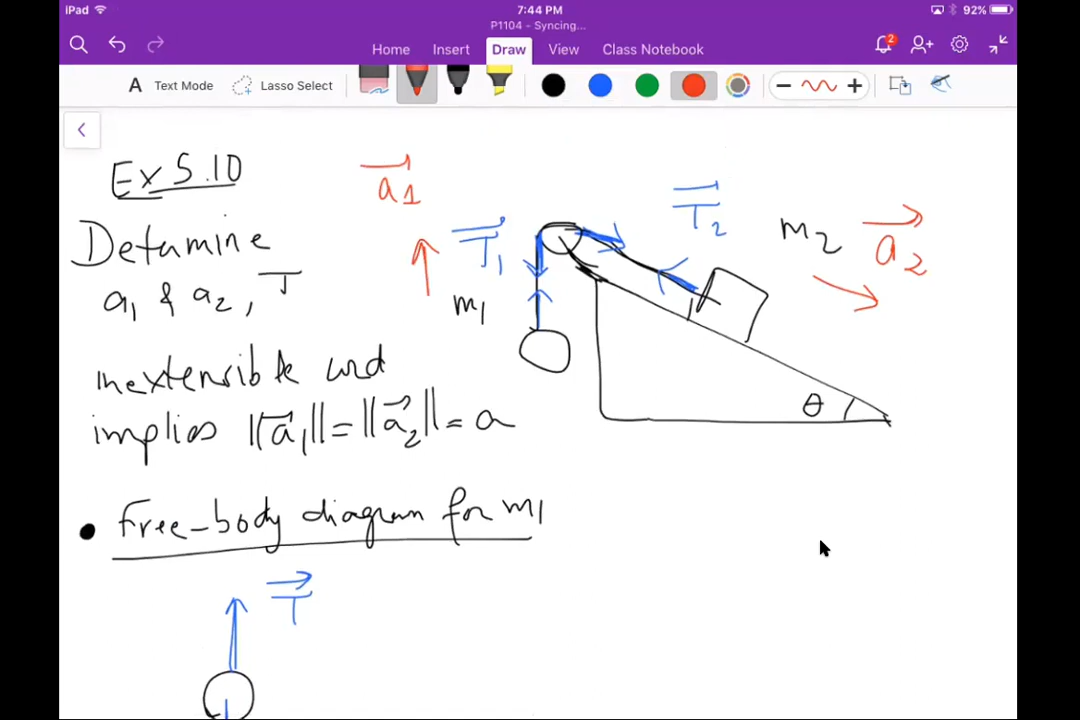 iPad 7:44 PM 92%
P1104 - Syncing...
Home Insert Draw View Class Notebook 2
A Text Mode Lasso Select
Ex 5.10
a1
T2
m2 a2
Determine
T1
a1 & a2, T
m1
inextensible cord
implies ||a1|| = ||a2|| = a
θ
• Free-body diagram for m1
T